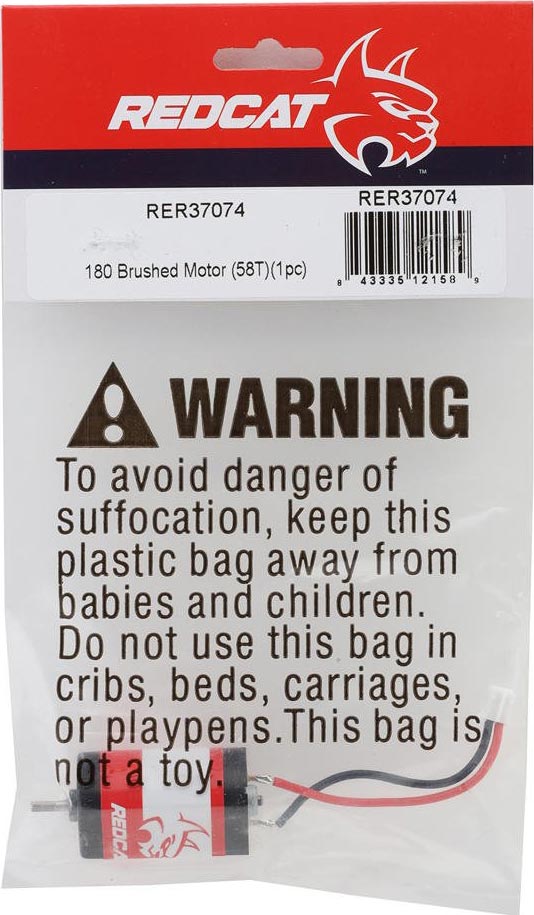 REDCAT
TM
RER37074
RER37074
180 Brushed Motor (58T)(1pc)
8 43335 12158 9
WARNING
To avoid danger of
suffocation, keep this
plastic bag away from
babies and children.
Do not use this bag in
cribs, beds, carriages,
or playpens.This bag is
not a toy.
REDCA